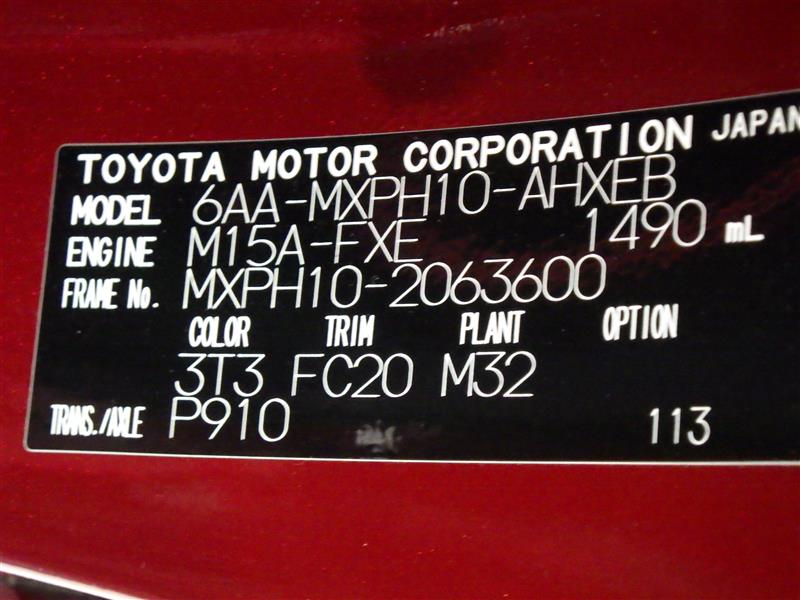 TOYOTA MOTOR CORPORATION JAPAN
MODEL 6AA-MXPH10-AHXEB
ENGINE M15A-FXE 1490 mL
FRAME No. MXPH10-2063600
COLOR TRIM PLANT OPTION
3T3 FC20 M32
TRANS./AXLE P910 113